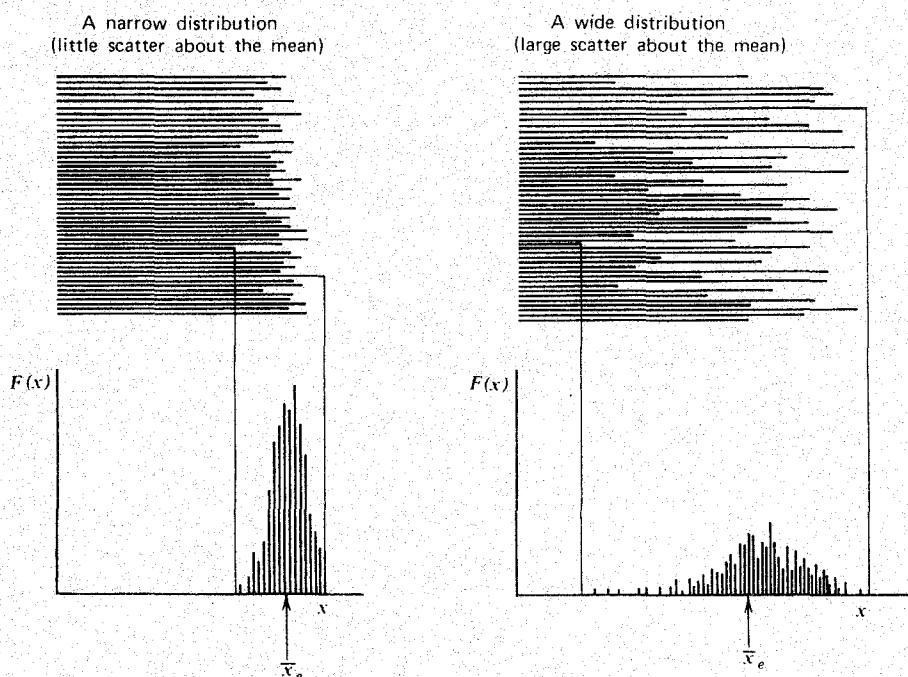 A narrow distribution
(little scatter about the mean)
A wide distribution
(large scatter about the mean)
F(x)
x
x̄e
F(x)
x
x̄e